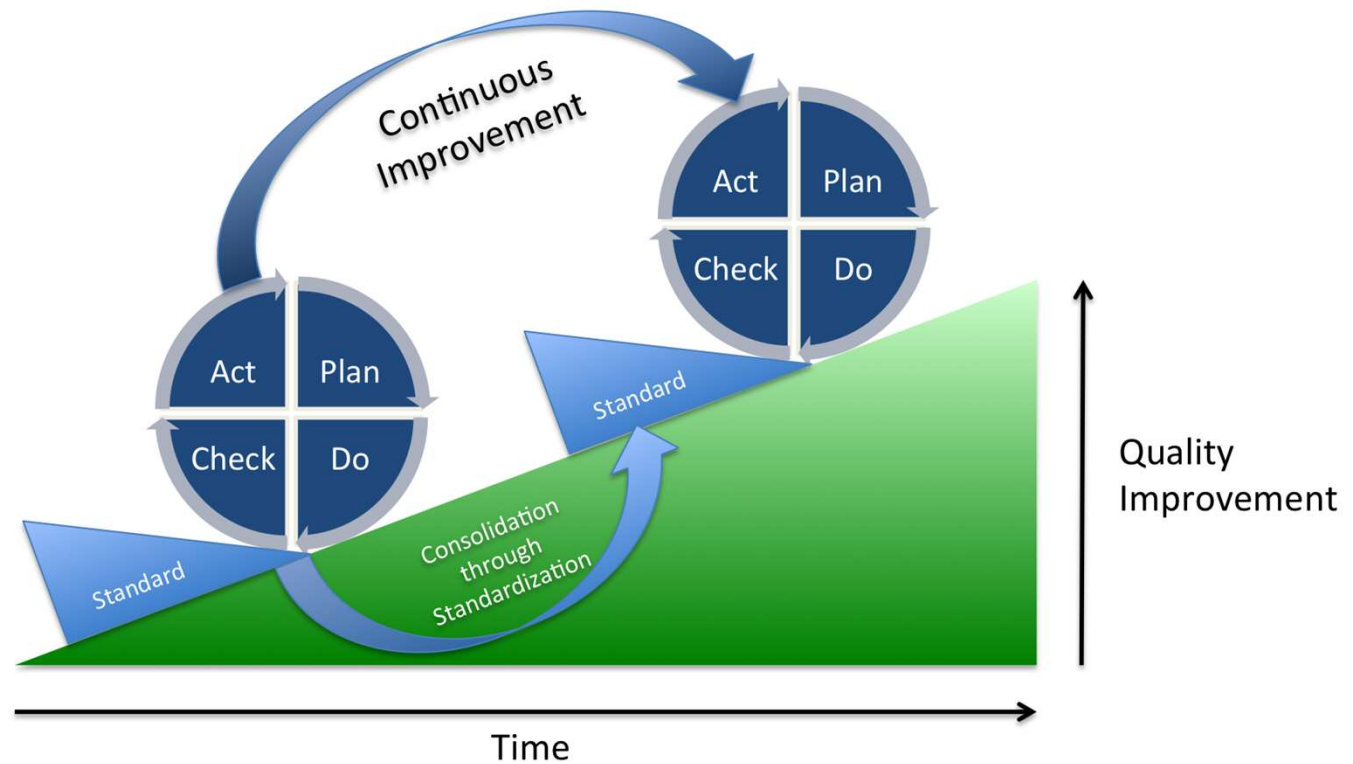 Continuous
Improvement
Act
Plan
Check
Do
Act
Plan
Check
Do
Standard
Standard
Consolidation
through
Standardization
Quality
Improvement
Time